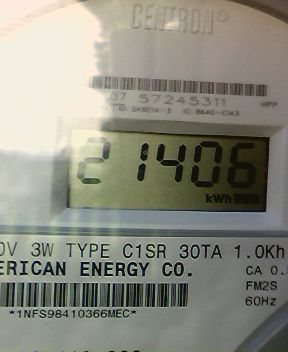 CENTRON®
07 57245311 HPP
21406
kWh
0V 3W TYPE C1SR 30TA 1.0Kh
ERICAN ENERGY CO.
CA 0.
FM2S
60Hz
*1NFS98410366MEC*